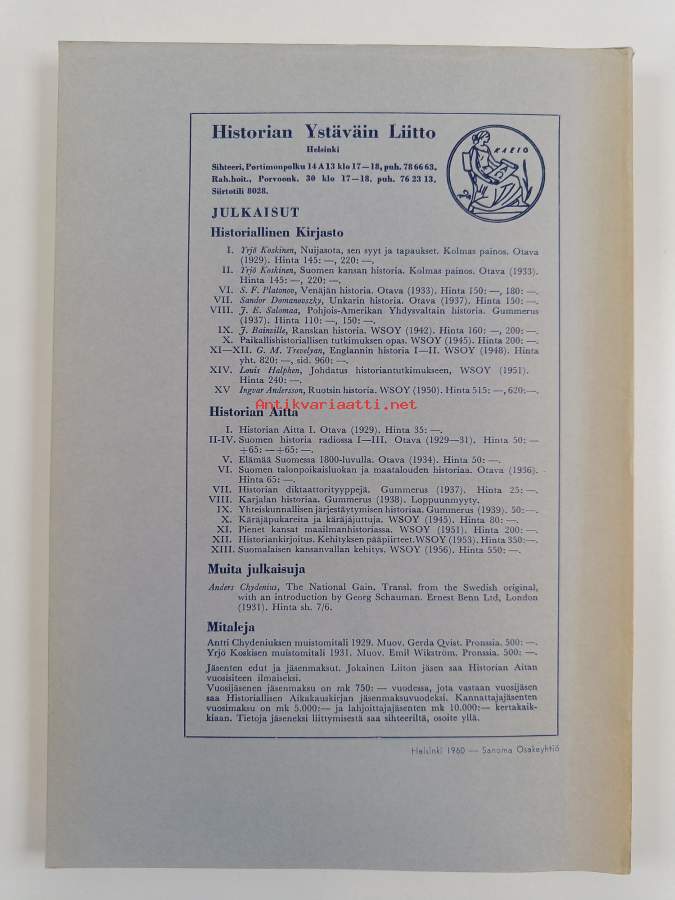 Historian Ystäväin Liitto
Helsinki
Sihteeri, Portimonpolku 14 A 13 klo 17—18, puh. 78 66 63,
Rah.hoit., Porvoonk. 30 klo 17—18, puh. 76 23 13,
Siirtotili 8028.
KLEIO
JULKAISUT
Historiallinen Kirjasto
I. Yrjö Koskinen, Nuijasota, sen syyt ja tapaukset. Kolmas painos. Otava
(1929). Hinta 145: —, 220: —.
II. Yrjö Koskinen, Suomen kansan historia. Kolmas painos. Otava (1933).
Hinta 145: —, 220: —.
VI. S. F. Platonov, Venäjän historia. Otava (1933). Hinta 150: —, 180: —.
VII. Sandor Domanovszky, Unkarin historia. Otava (1937). Hinta 150: —.
VIII. J. E. Salomaa, Pohjois-Amerikan Yhdysvaltain historia. Gummerus
(1937). Hinta 110: —, 150: —.
IX. J. Bainville, Ranskan historia. WSOY (1942). Hinta 160: —, 200: —.
X. Paikallishistoriallisen tutkimuksen opas. WSOY (1945). Hinta 200: —.
XI—XII. G. M. Trevelyan, Englannin historia I—II. WSOY (1948). Hinta
yht. 820: —, sid. 960: —.
XIV. Louis Halphen, Johdatus historiantutkimukseen, WSOY (1951).
Hinta 240: —.
XV Ingvar Andersson, Ruotsin historia. WSOY (1950). Hinta 515: —, 620: —.
Antikvariaatti.net
Historian Aitta
I. Historian Aitta I. Otava (1929). Hinta 35: —.
II-IV. Suomen historia radiossa I—III. Otava (1929—31). Hinta 50: —
+65: —+65: —.
V. Elämää Suomessa 1800-luvulla. Otava (1934). Hinta 50: —.
VI. Suomen talonpoikaisluokan ja maatalouden historiaa. Otava (1936).
Hinta 65: —.
VII. Historian diktaattorityyppejä. Gummerus (1937). Hinta 25: —.
VIII. Karjalan historiaa. Gummerus (1938). Loppuunmyyty.
IX. Yhteiskunnallisen järjestäytymisen historiaa. Gummerus (1939). 50: —.
X. Käräjäpukareita ja käräjäjuttuja. WSOY (1945). Hinta 80: —.
XI. Pienet kansat maailmanhistoriassa. WSOY (1951). Hinta 200: —.
XII. Historiankirjoitus. Kehityksen pääpiirteet. WSOY (1953). Hinta 350: —.
XIII. Suomalaisen kansanvallan kehitys. WSOY (1956). Hinta 550: —.
Muita julkaisuja
Anders Chydenius, The National Gain. Transl. from the Swedish original,
with an introduction by Georg Schauman. Ernest Benn Ltd, London
(1931). Hinta sh. 7/6.
Mitaleja
Antti Chydeniuksen muistomitali 1929. Muov. Gerda Qvist. Pronssia. 500: —.
Yrjö Koskisen muistomitali 1931. Muov. Emil Wikström. Pronssia. 500: —.
Jäsenten edut ja jäsenmaksut. Jokainen Liiton jäsen saa Historian Aitan
vuosisiteen ilmaiseksi.
Vuosijäsenen jäsenmaksu on mk 750: — vuodessa, jota vastaan vuosijäsen
saa Historiallisen Aikakauskirjan jäsenmaksuvuodeksi. Kannattajajäsenten
vuosimaksu on mk 5.000: — ja lahjoittajajäsenten mk 10.000: — kertakaik-
kiaan. Tietoja jäseneksi liittymisestä saa sihteeriltä, osoite yllä.
Helsinki 1960 — Sanoma Osakeyhtiö